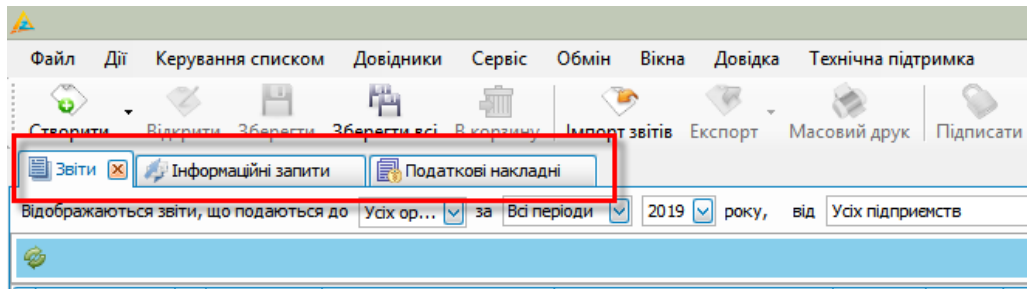 Файл Дії Керування списком Довідники Сервіс Обмін Вікна Довідка Технічна підтримка
Створити Відкрити Зберегти Зберегти всі В корзину Імпорт звітів Експорт Масовий друк Підписати
Звіти Інформаційні запити Податкові накладні
Відображаються звіти, що подаються до Усіх ор... за Всі періоди 2019 року, від Усіх підприємств